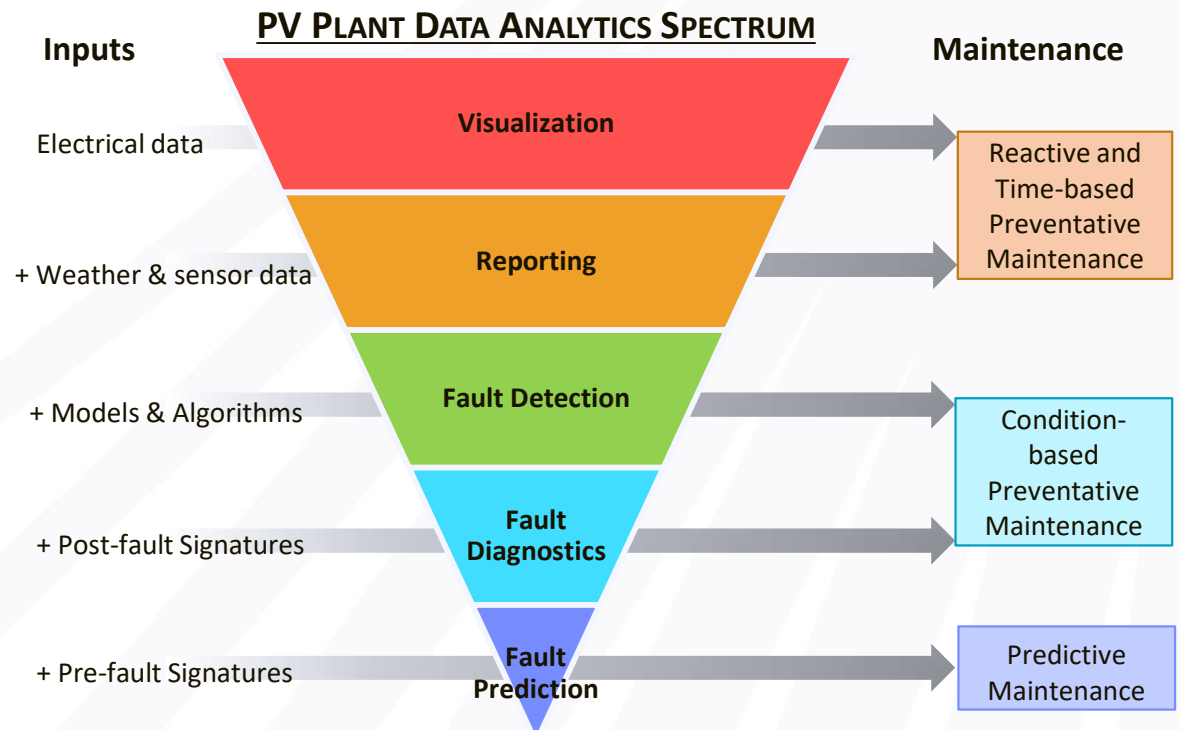 PV PLANT DATA ANALYTICS SPECTRUM
Inputs
Maintenance
Electrical data
Visualization
+ Weather & sensor data
Reporting
Reactive and
Time-based
Preventative
Maintenance
+ Models & Algorithms
Fault Detection
+ Post-fault Signatures
Fault
Diagnostics
Condition-
based
Preventative
Maintenance
+ Pre-fault Signatures
Fault
Prediction
Predictive
Maintenance